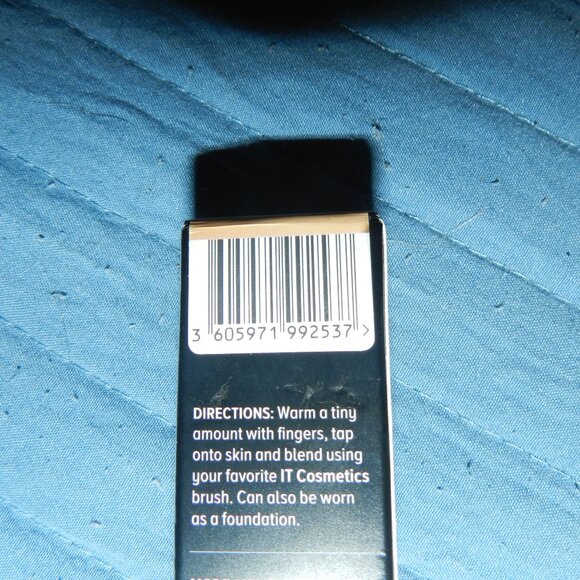 3 605971 992537 >
DIRECTIONS: Warm a tiny
amount with fingers, tap
onto skin and blend using
your favorite IT Cosmetics
brush. Can also be worn
as a foundation.